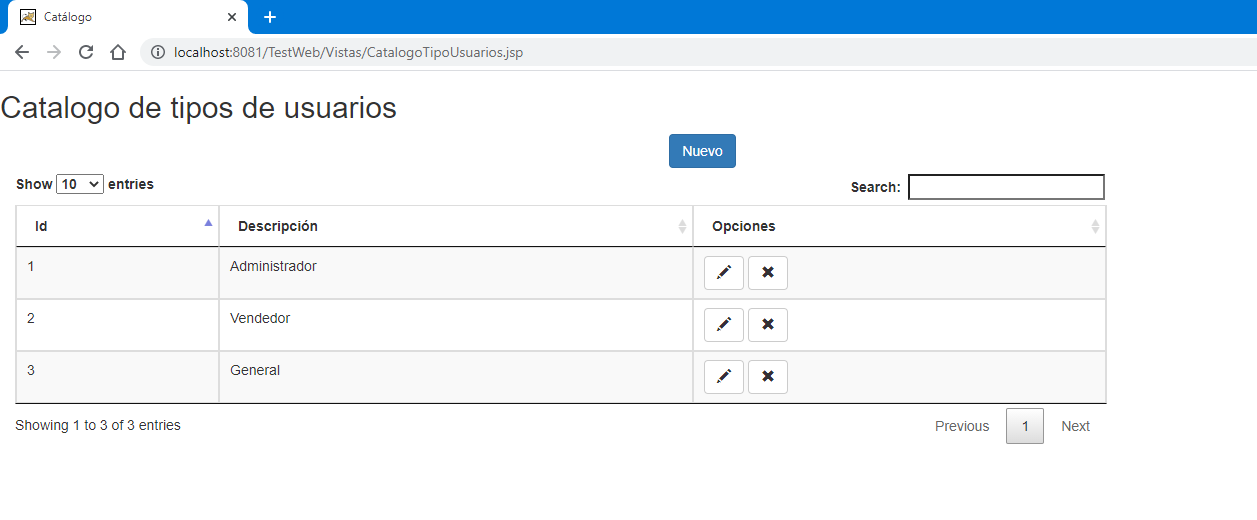 Catálogo
localhost:8081/TestWeb/Vistas/CatalogoTipoUsuarios.jsp
Catalogo de tipos de usuarios
Nuevo
Show 10 entries Search:
Id Descripción Opciones
1 Administrador
2 Vendedor
3 General
Showing 1 to 3 of 3 entries Previous 1 Next